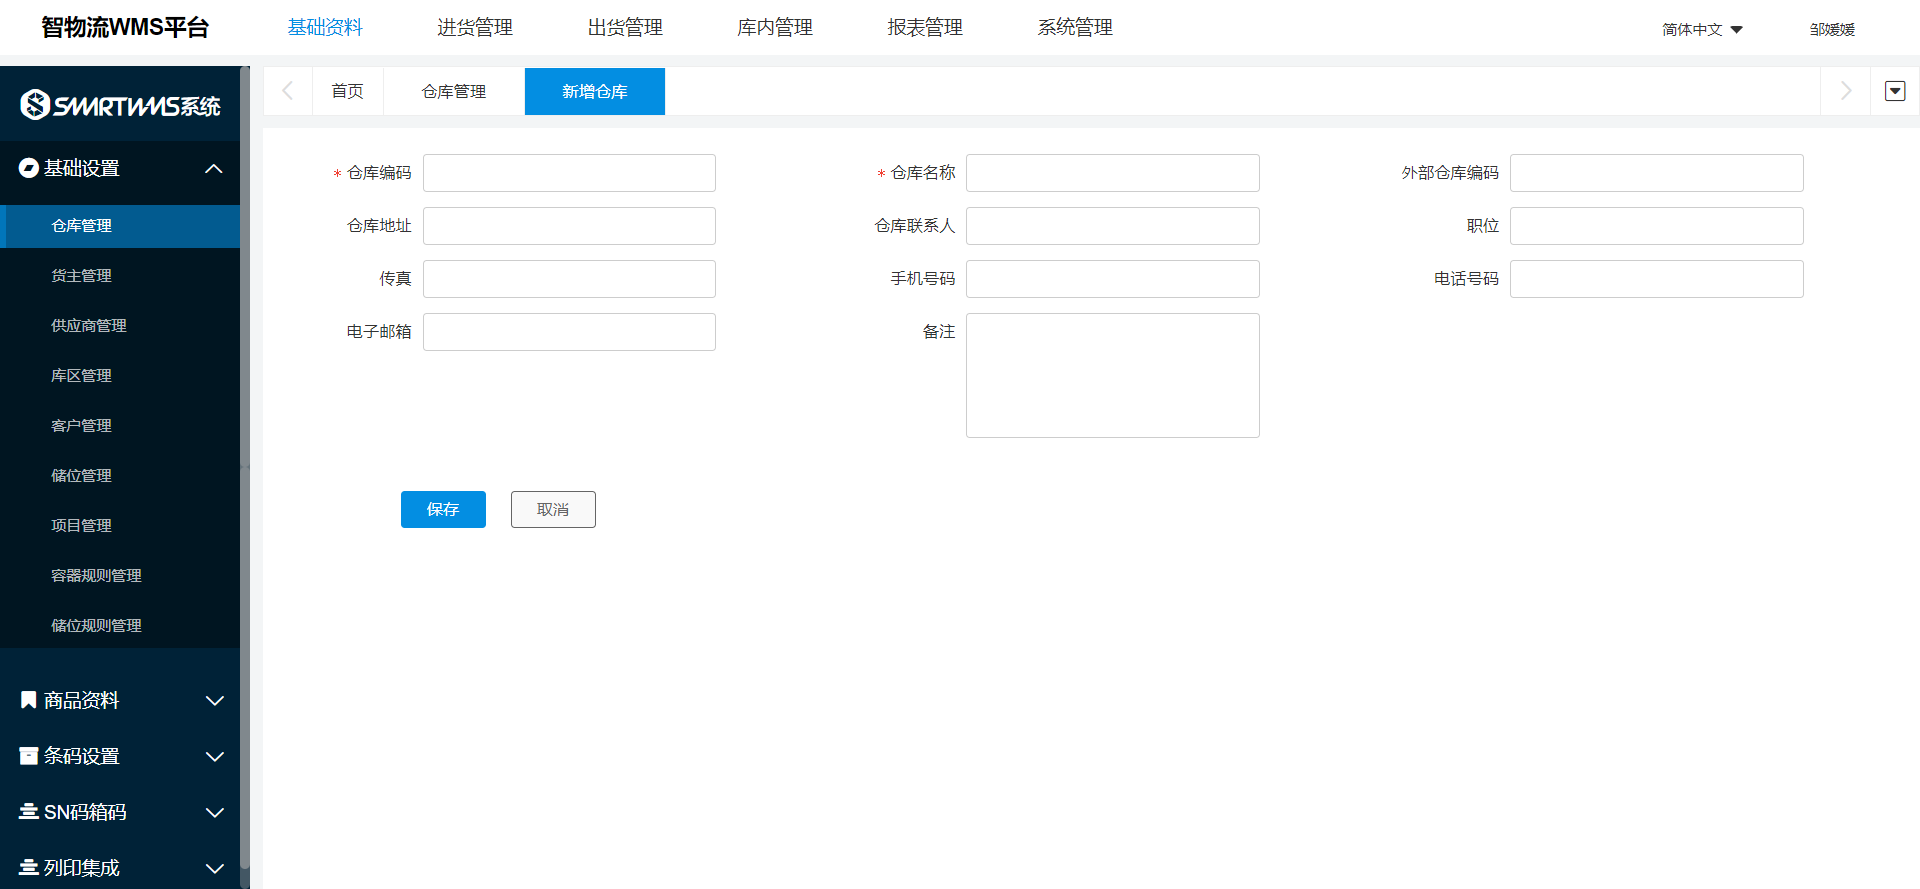 智物流WMS平台
基础资料
进货管理
出货管理
库内管理
报表管理
系统管理
简体中文
邹媛媛
SMARTWMS系统
首页
仓库管理
新增仓库
基础设置
仓库管理
货主管理
供应商管理
库区管理
客户管理
储位管理
项目管理
容器规则管理
储位规则管理
商品资料
条码设置
SN码箱码
列印集成
* 仓库编码
* 仓库名称
外部仓库编码
仓库地址
仓库联系人
职位
传真
手机号码
电话号码
电子邮箱
备注
保存
取消